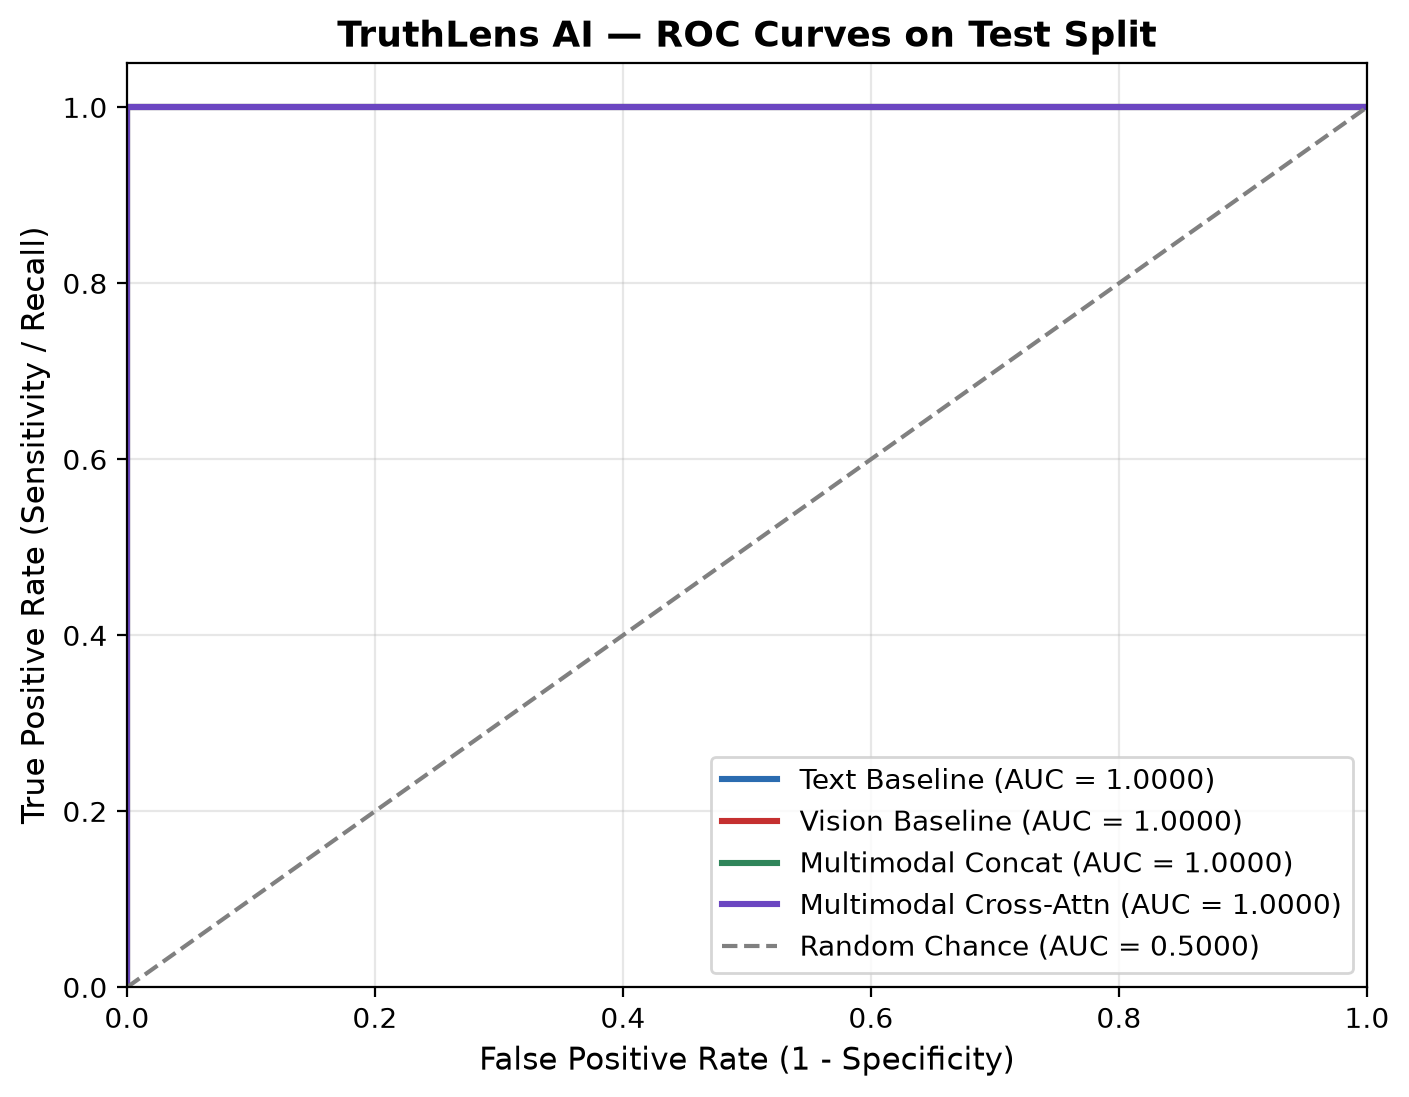 TruthLens AI — ROC Curves on Test Split
True Positive Rate (Sensitivity / Recall)
1.0
0.8
0.6
0.4
0.2
0.0
Text Baseline (AUC = 1.0000)
Vision Baseline (AUC = 1.0000)
Multimodal Concat (AUC = 1.0000)
Multimodal Cross-Attn (AUC = 1.0000)
Random Chance (AUC = 0.5000)
0.0 0.2 0.4 0.6 0.8 1.0
False Positive Rate (1 - Specificity)